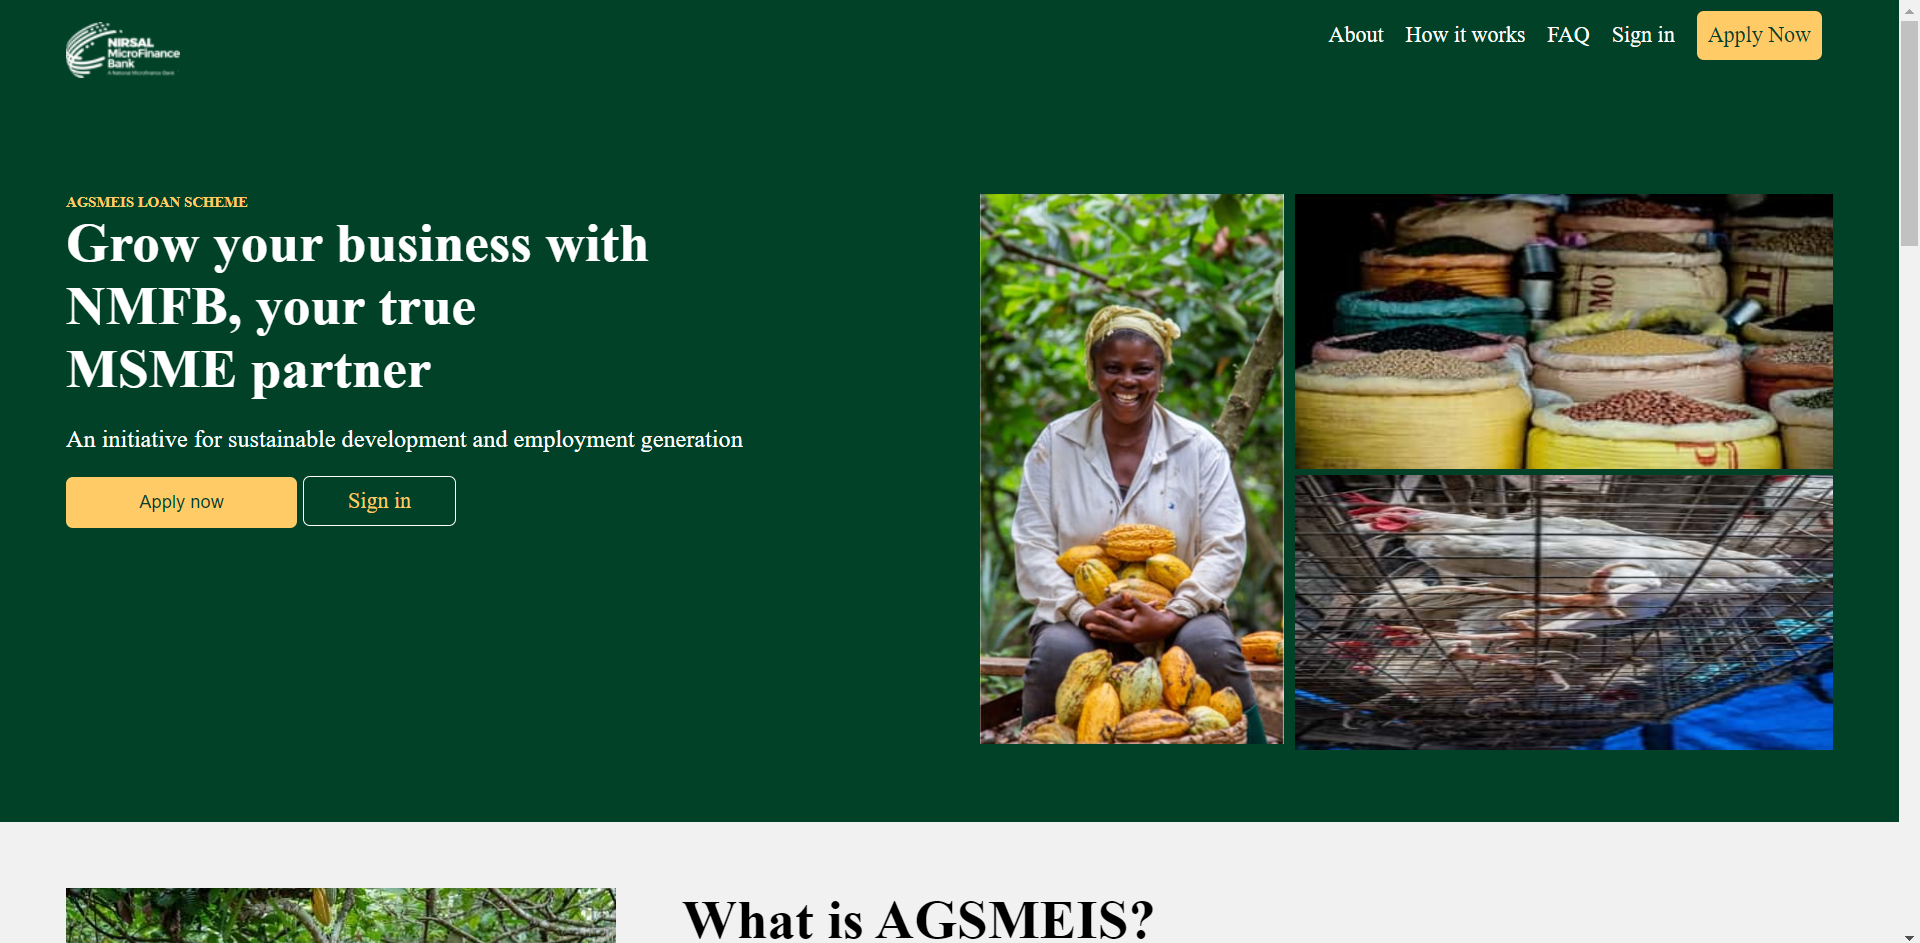 NIRSAL
MicroFinance
Bank
A National Microfinance Bank
About How it works FAQ Sign in Apply Now
AGSMEIS LOAN SCHEME
Grow your business with
NMFB, your true
MSME partner
An initiative for sustainable development and employment generation
Apply now Sign in
What is AGSMEIS?